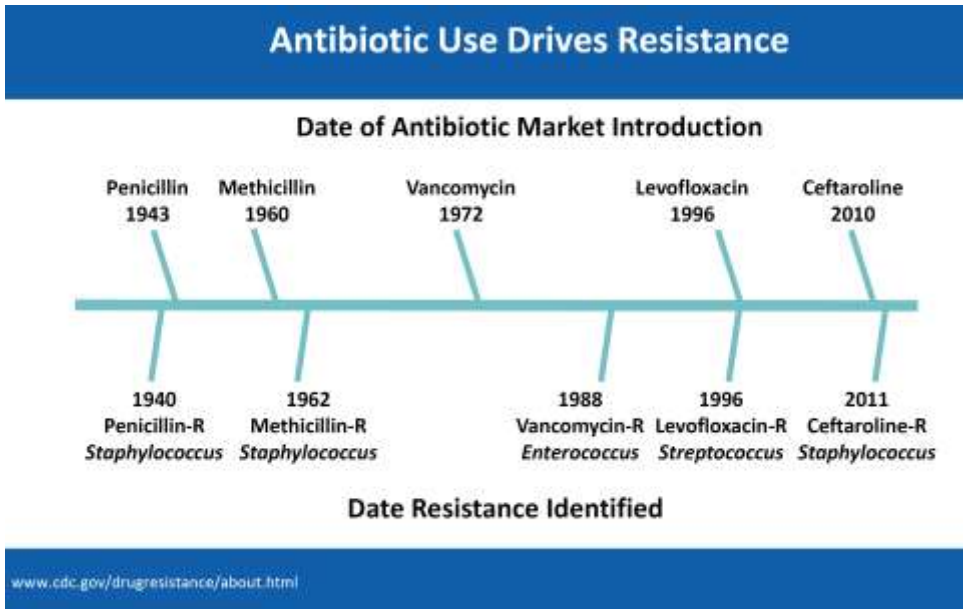 Antibiotic Use Drives Resistance
Date of Antibiotic Market Introduction
Penicillin
1943
Methicillin
1960
Vancomycin
1972
Levofloxacin
1996
Ceftaroline
2010
1940
Penicillin-R
Staphylococcus
1962
Methicillin-R
Staphylococcus
1988
Vancomycin-R
Enterococcus
1996
Levofloxacin-R
Streptococcus
2011
Ceftaroline-R
Staphylococcus
Date Resistance Identified
www.cdc.gov/drugresistance/about.html